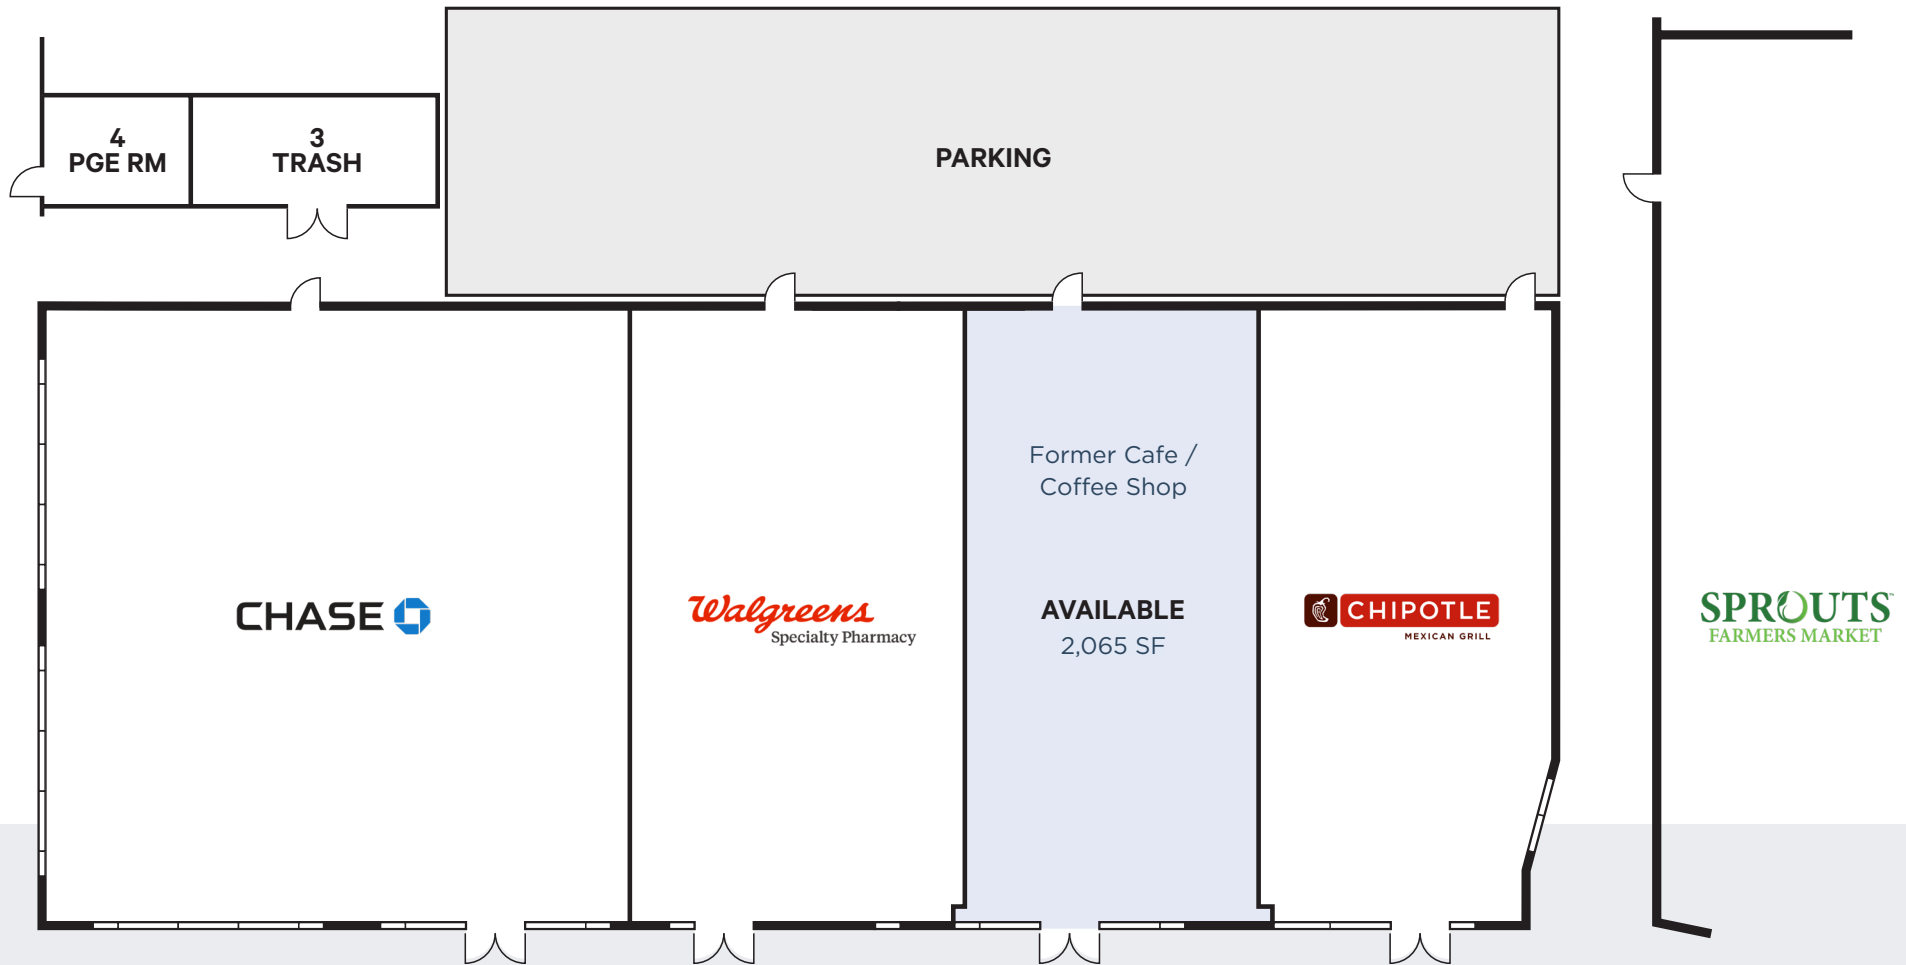 4
PGE RM
3
TRASH
PARKING
Former Cafe /
Coffee Shop
CHASE
Walgreens
Specialty Pharmacy
AVAILABLE
2,065 SF
CHIPOTLE
MEXICAN GRILL
SPROUTS™
FARMERS MARKET